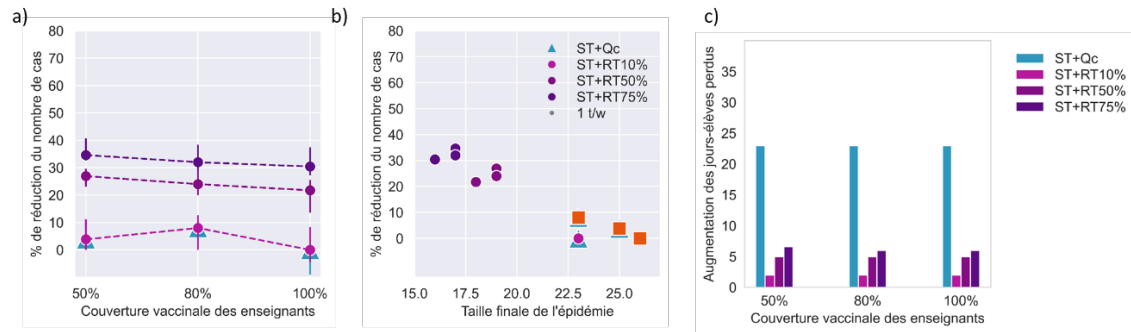 a)
% de réduction du nombre de cas
80
70
60
50
40
30
20
10
0
50%
80%
100%
Couverture vaccinale des enseignants
b)
% de réduction du nombre de cas
80
70
60
50
40
30
20
10
0
ST+Qc
ST+RT10%
ST+RT50%
ST+RT75%
1 t/w
15.0
17.5
20.0
22.5
25.0
Taille finale de l'épidémie
c)
Augmentation des jours-élèves perdus
35
30
25
20
15
10
5
0
50%
80%
100%
Couverture vaccinale des enseignants
ST+Qc
ST+RT10%
ST+RT50%
ST+RT75%